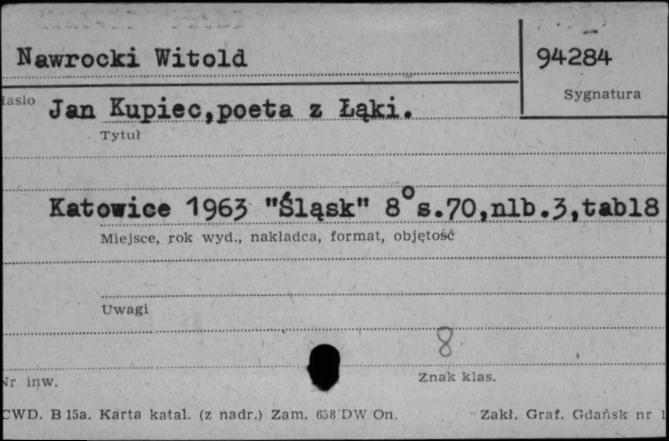 Nawrocki Witold
94284
Hasło
Sygnatura
Jan Kupiec,poeta z Łąki.
Tytuł
Katowice 1963 "Śląsk" 8° s.70,nlb.3,tabl8
Miejsce, rok wyd., nakładca, format, objętość
Uwagi
8
Nr inw.
Znak klas.
CWD. B 15a. Karta katal. (z nadr.) Zam. 658 DW On.
Zakł. Graf. Gdańsk nr 1